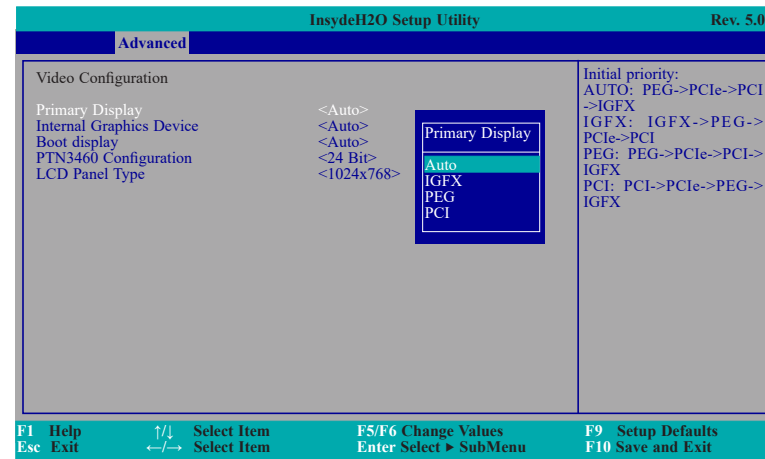 InsydeH2O Setup Utility Rev. 5.0
Advanced
Video Configuration
Primary Display <Auto>
Internal Graphics Device <Auto>
Boot display <Auto>
PTN3460 Configuration <24 Bit>
LCD Panel Type <1024x768>
Primary Display
Auto
IGFX
PEG
PCI
Initial priority:
AUTO: PEG->PCIe->PCI
->IGFX
IGFX: IGFX->PEG->
PCIe->PCI
PEG: PEG->PCIe->PCI->
IGFX
PCI: PCI->PCIe->PEG->
IGFX
F1 Help ↑/↓ Select Item F5/F6 Change Values F9 Setup Defaults
Esc Exit ←/→ Select Item Enter Select ▶ SubMenu F10 Save and Exit